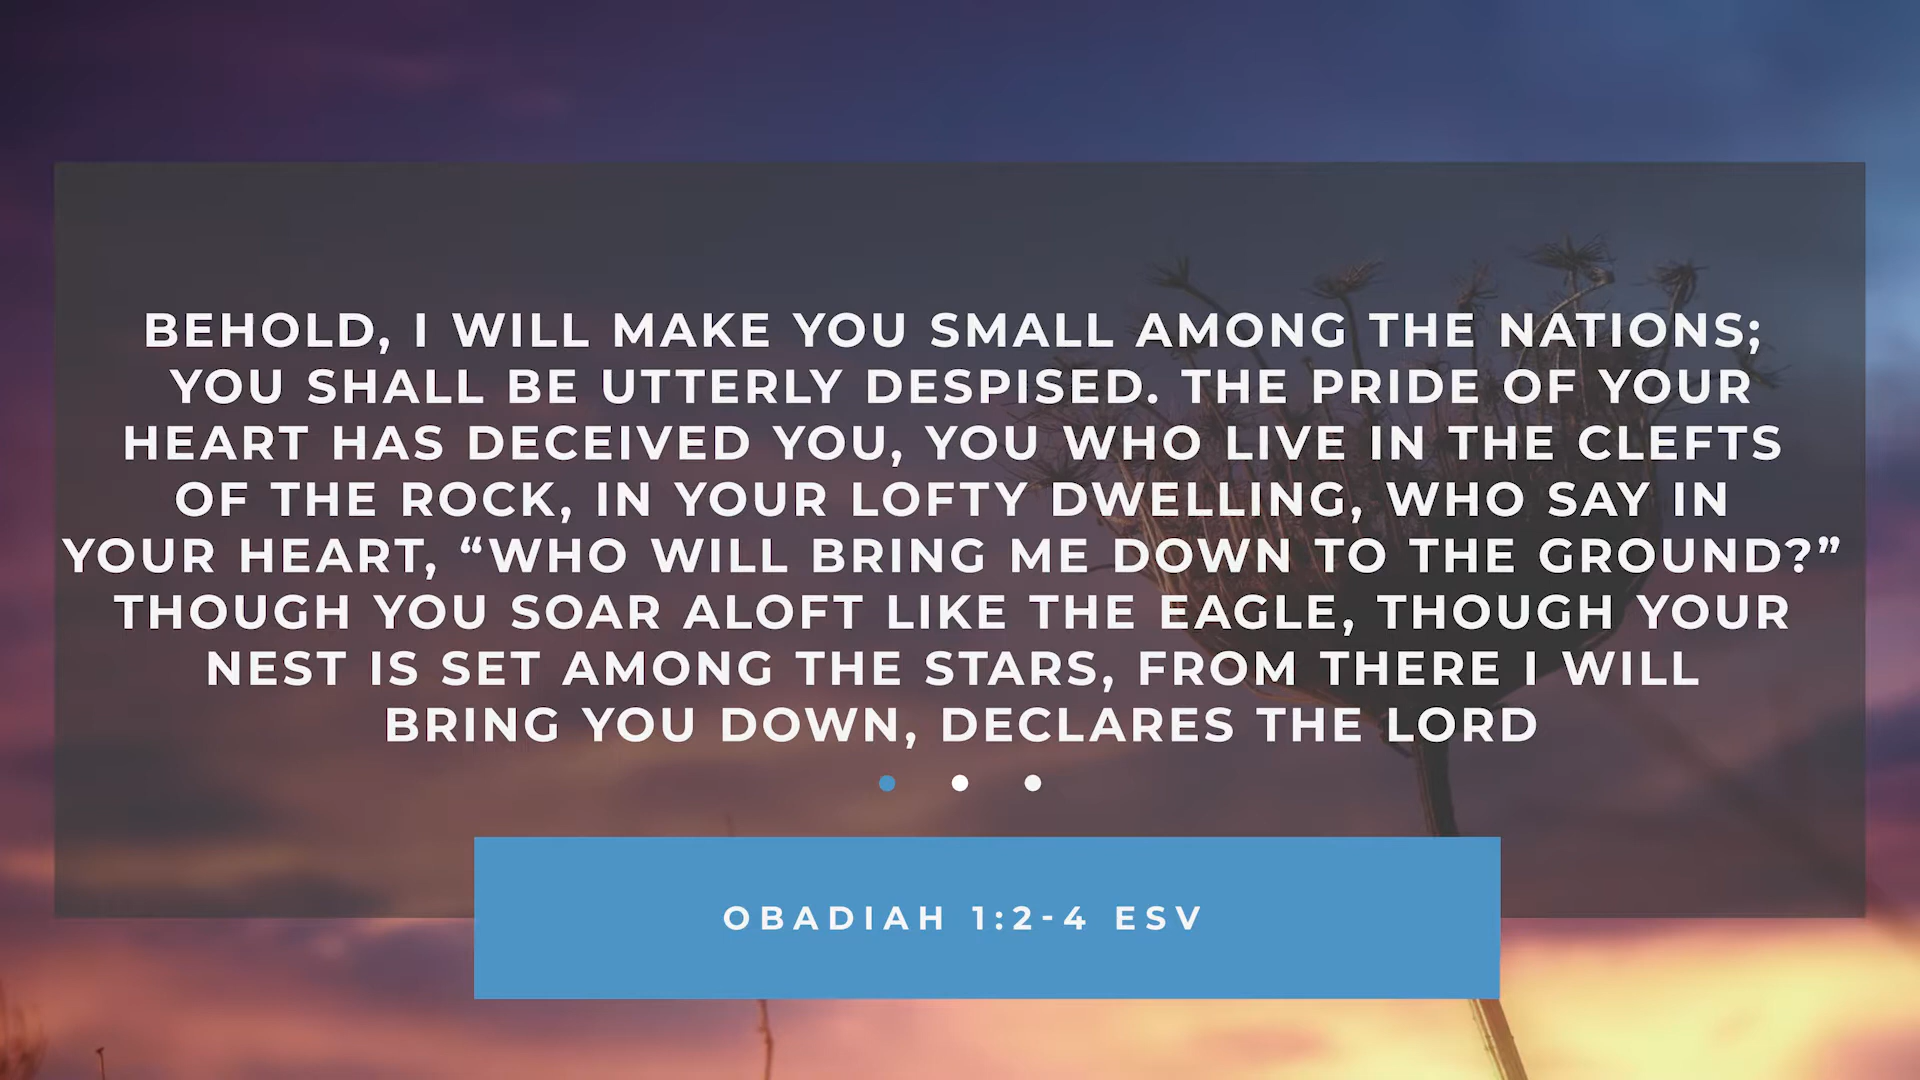 BEHOLD, I WILL MAKE YOU SMALL AMONG THE NATIONS;
YOU SHALL BE UTTERLY DESPISED. THE PRIDE OF YOUR
HEART HAS DECEIVED YOU, YOU WHO LIVE IN THE CLEFTS
OF THE ROCK, IN YOUR LOFTY DWELLING, WHO SAY IN
YOUR HEART, “WHO WILL BRING ME DOWN TO THE GROUND?”
THOUGH YOU SOAR ALOFT LIKE THE EAGLE, THOUGH YOUR
NEST IS SET AMONG THE STARS, FROM THERE I WILL
BRING YOU DOWN, DECLARES THE LORD
OBADIAH 1:2-4 ESV